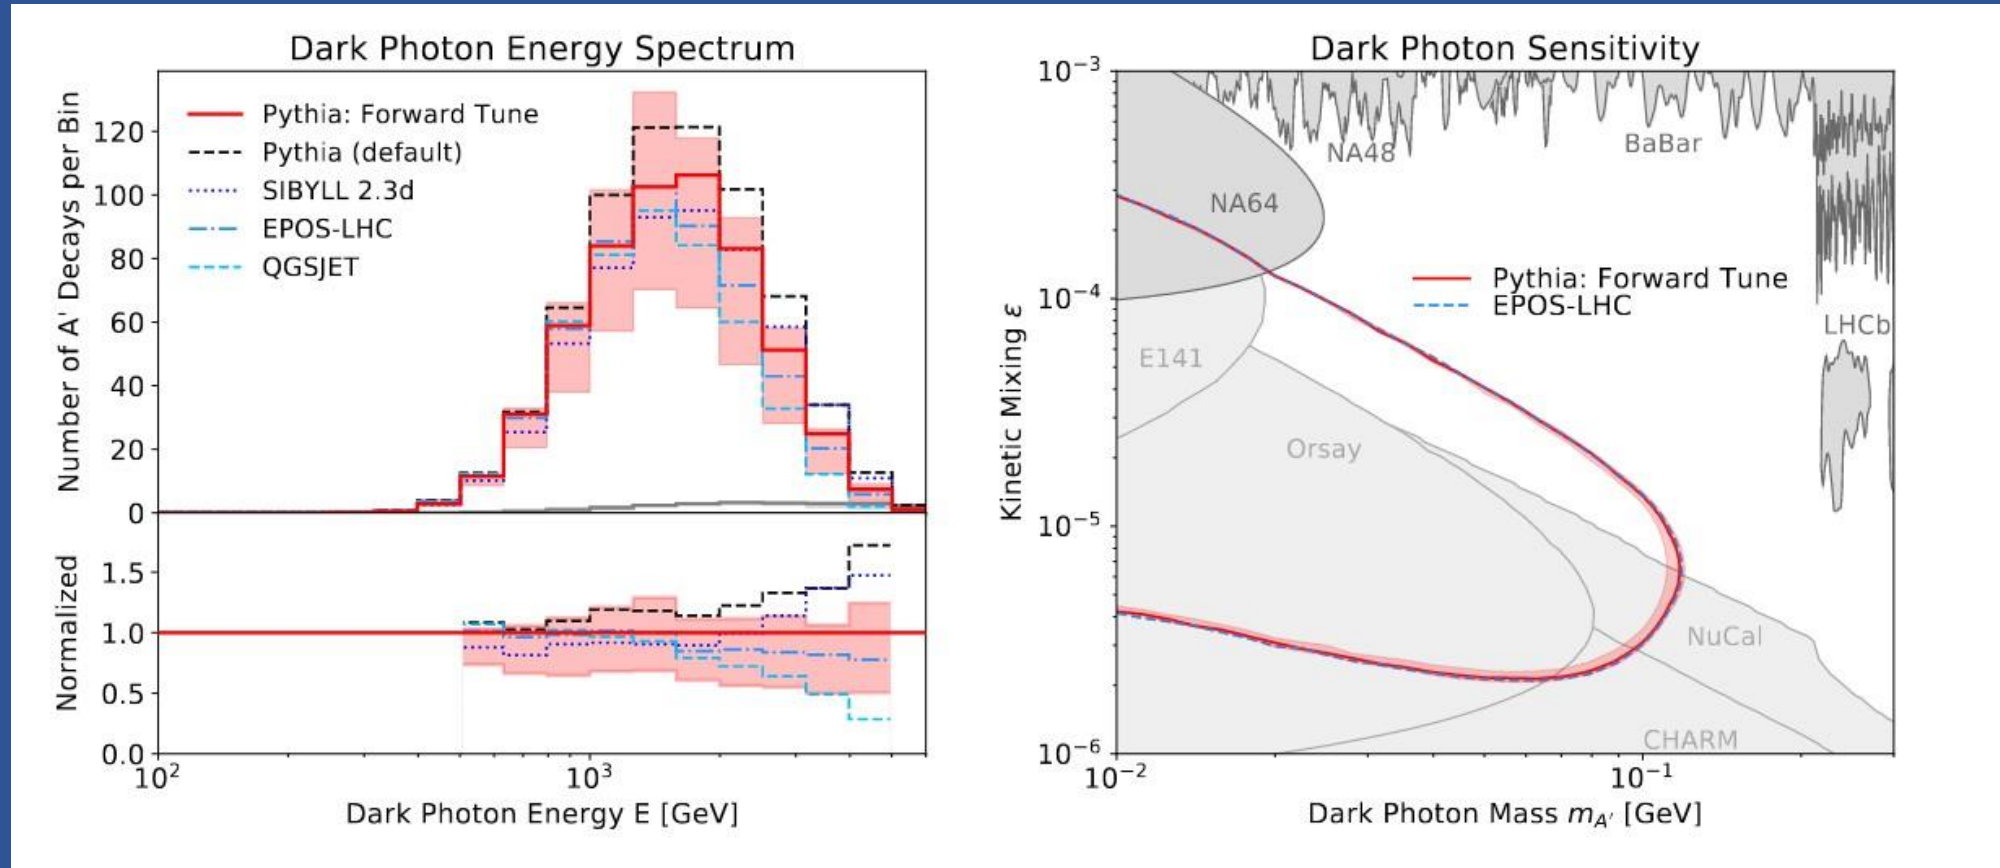 Dark Photon Energy Spectrum
Number of A' Decays per Bin
120
100
80
60
40
20
0
Pythia: Forward Tune
Pythia (default)
SIBYLL 2.3d
EPOS-LHC
QGSJET
Normalized
1.5
1.0
0.5
0.0
10²
10³
Dark Photon Energy E [GeV]
Dark Photon Sensitivity
Kinetic Mixing ε
10⁻³
10⁻⁴
10⁻⁵
10⁻⁶
NA48
BaBar
NA64
Pythia: Forward Tune
EPOS-LHC
LHCb
E141
Orsay
NuCal
CHARM
10⁻²
10⁻¹
Dark Photon Mass m_A' [GeV]